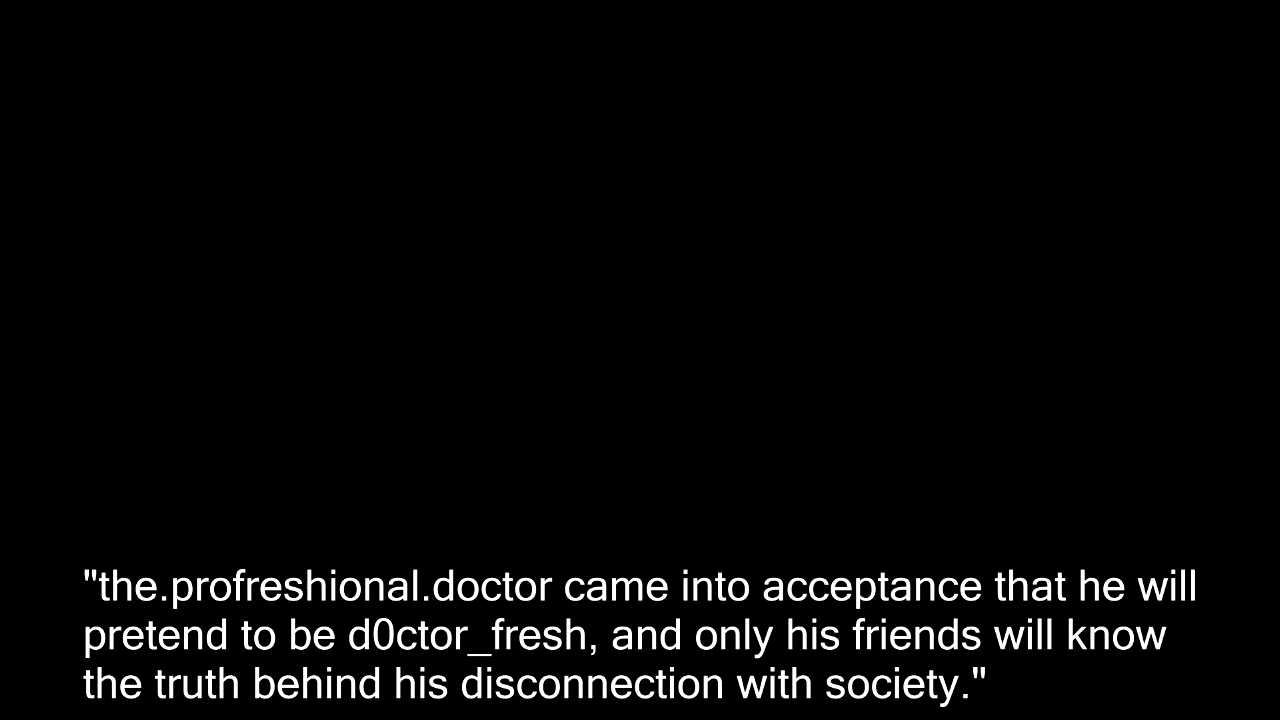 "the.profreshional.doctor came into acceptance that he will
pretend to be d0ctor_fresh, and only his friends will know
the truth behind his disconnection with society."